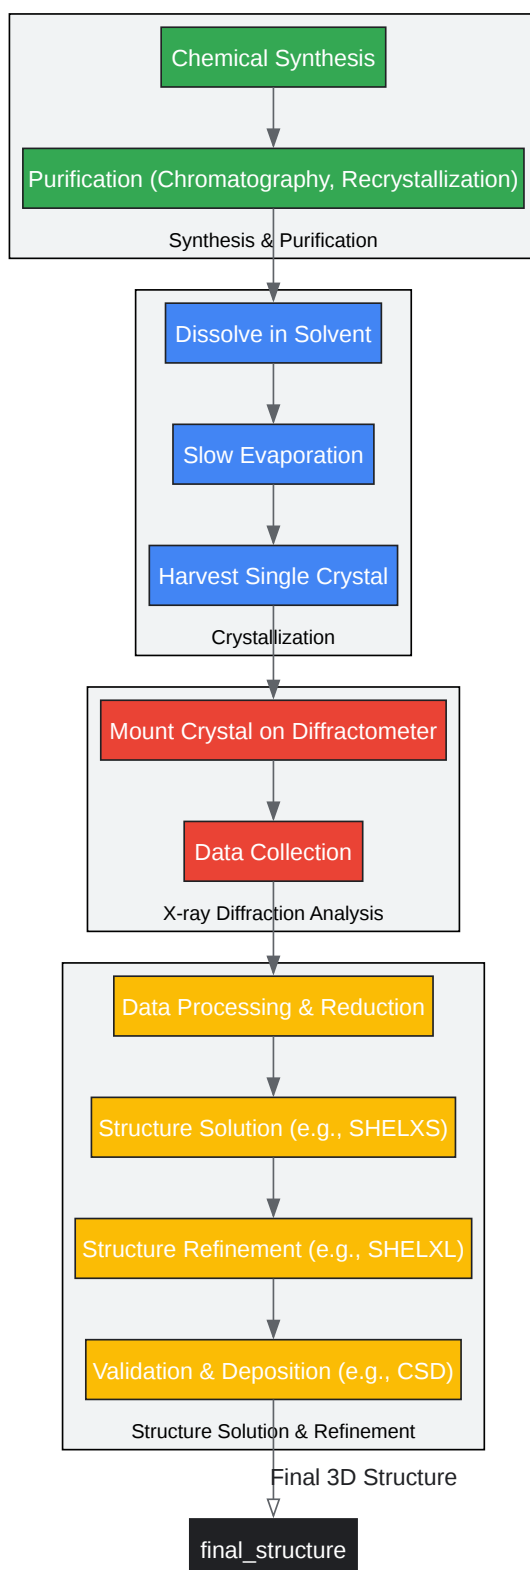 Chemical Synthesis
Purification (Chromatography, Recrystallization)
Synthesis & Purification
Dissolve in Solvent
Slow Evaporation
Harvest Single Crystal
Crystallization
Mount Crystal on Diffractometer
Data Collection
X-ray Diffraction Analysis
Data Processing & Reduction
Structure Solution (e.g., SHELXS)
Structure Refinement (e.g., SHELXL)
Validation & Deposition (e.g., CSD)
Structure Solution & Refinement
Final 3D Structure
final_structure